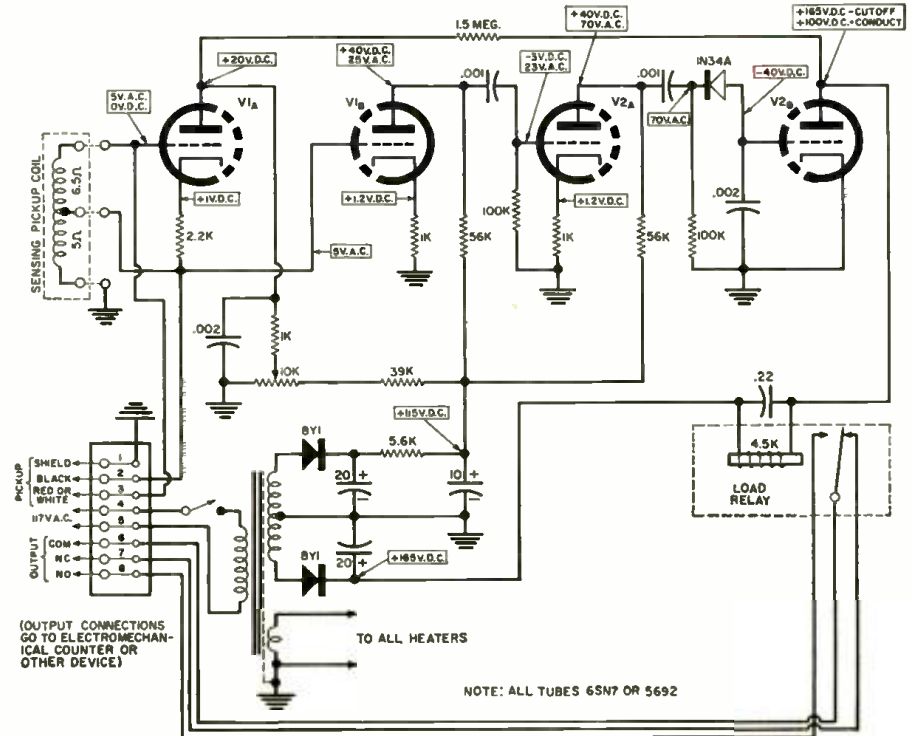 1.5 MEG.
+165V.D.C.-CUTOFF
+100V.D.C.=CONDUCT
+20V.D.C.
+40V.D.C.
25V.A.C.
+40V.D.C.
70V.A.C.
.001
-3V.D.C.
23V.A.C.
.001
1N34A
-40V.D.C.
5V.A.C.
0V.D.C.
V1A
V1B
V2A
V2B
70V.A.C.
SENSING PICKUP COIL
6.5Ω
5Ω
+1V.D.C.
+1.2V.D.C.
+1.2V.D.C.
.002
2.2K
1K
56K
100K
1K
56K
100K
5V.A.C.
.002
1K
10K
39K
.22
+115V.D.C.
4.5K
LOAD
RELAY
BY1
5.6K
20
+
-
10
+
-
PICKUP
SHIELD
1
BLACK
2
RED OR
WHITE
3
4
117V.A.C.
5
OUTPUT
COM
6
NC
7
NO
8
BY1
20
+
+165V.D.C.
(OUTPUT CONNECTIONS
GO TO ELECTROMECHAN-
ICAL COUNTER OR
OTHER DEVICE)
TO ALL HEATERS
NOTE: ALL TUBES 6SN7 OR 5692